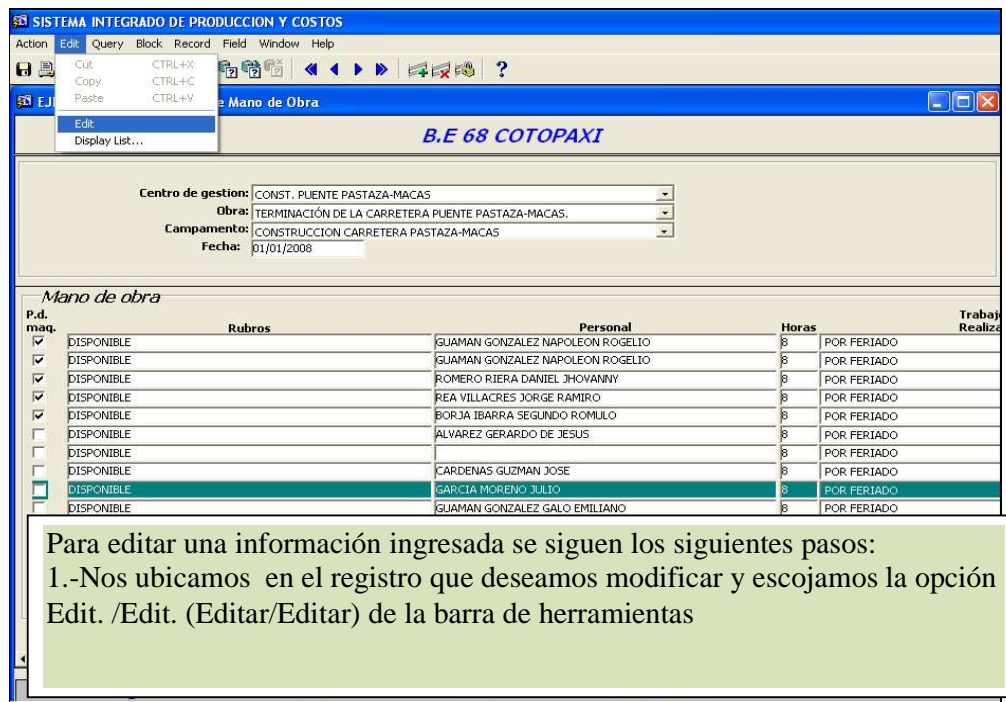 SISTEMA INTEGRADO DE PRODUCCION Y COSTOS
Action Edit Query Block Record Field Window Help
Cut CTRL+X
Copy CTRL+C
Paste CTRL+V
Edit
Display List...
?
EJ e Mano de Obra
B.E 68 COTOPAXI
Centro de gestion: CONST. PUENTE PASTAZA-MACAS
Obra: TERMINACIÓN DE LA CARRETERA PUENTE PASTAZA-MACAS.
Campamento: CONSTRUCCION CARRETERA PASTAZA-MACAS
Fecha: 01/01/2008
Mano de obra
P.d. maq. Rubros Personal Horas Trabaj Realiza
DISPONIBLE GUAMAN GONZALEZ NAPOLEON ROGELIO 8 POR FERIADO
DISPONIBLE GUAMAN GONZALEZ NAPOLEON ROGELIO 8 POR FERIADO
DISPONIBLE ROMERO RIERA DANIEL JHOVANNY 8 POR FERIADO
DISPONIBLE REA VILLACRES JORGE RAMIRO 8 POR FERIADO
DISPONIBLE BORJA IBARRA SEGUNDO ROMULO 8 POR FERIADO
DISPONIBLE ALVAREZ GERARDO DE JESUS 8 POR FERIADO
DISPONIBLE 8 POR FERIADO
DISPONIBLE CARDENAS GUZMAN JOSE 8 POR FERIADO
DISPONIBLE GARCIA MORENO JULIO 8 POR FERIADO
DISPONIBLE GUAMAN GONZALEZ GALO EMILIANO 8 POR FERIADO
Para editar una información ingresada se siguen los siguientes pasos:
1.-Nos ubicamos en el registro que deseamos modificar y escojamos la opción
Edit. /Edit. (Editar/Editar) de la barra de herramientas